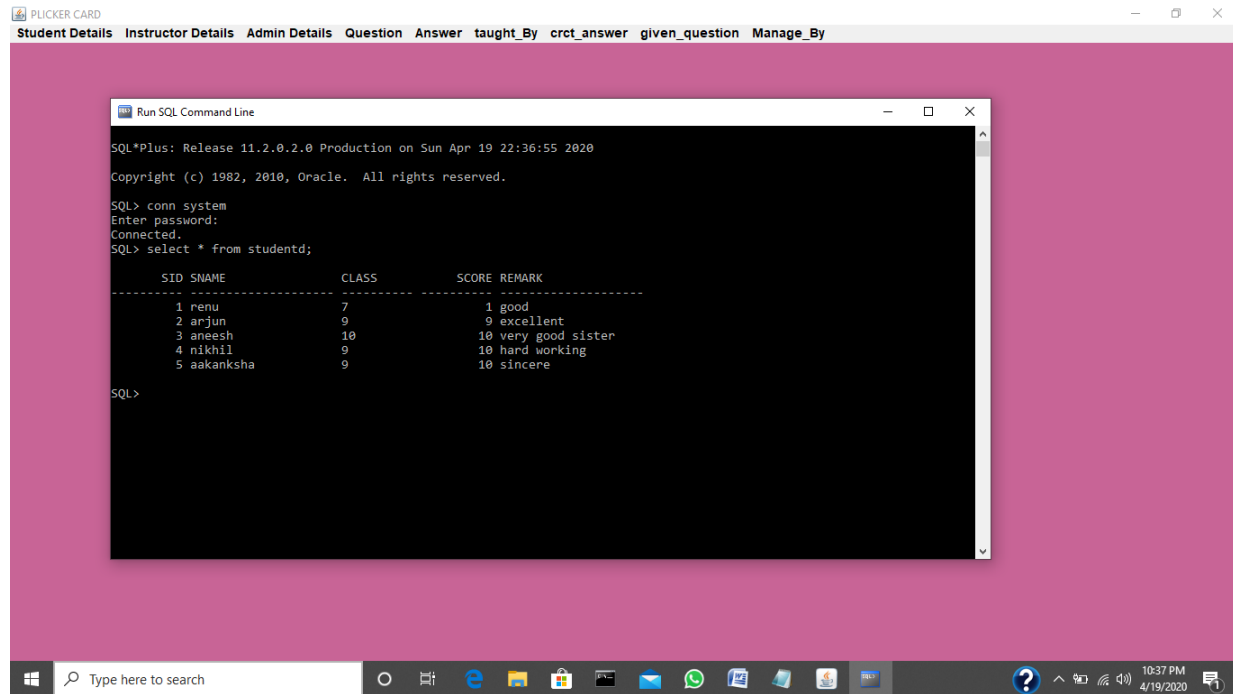 PLICKER CARD
Student Details Instructor Details Admin Details Question Answer taught_By crct_answer given_question Manage_By
Run SQL Command Line
SQL*Plus: Release 11.2.0.2.0 Production on Sun Apr 19 22:36:55 2020
Copyright (c) 1982, 2010, Oracle.  All rights reserved.
SQL> conn system
Enter password:
Connected.
SQL> select * from studentd;
SID SNAME CLASS SCORE REMARK
---------- -------------------- ---------- ---------- --------------------
1 renu 7 1 good
2 arjun 9 9 excellent
3 aneesh 10 10 very good sister
4 nikhil 9 10 hard working
5 aakanksha 9 10 sincere
SQL>
Type here to search
10:37 PM
4/19/2020